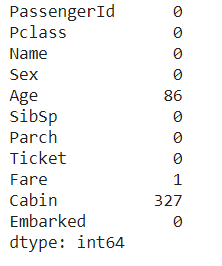 PassengerId 0
Pclass 0
Name 0
Sex 0
Age 86
SibSp 0
Parch 0
Ticket 0
Fare 1
Cabin 327
Embarked 0
dtype: int64